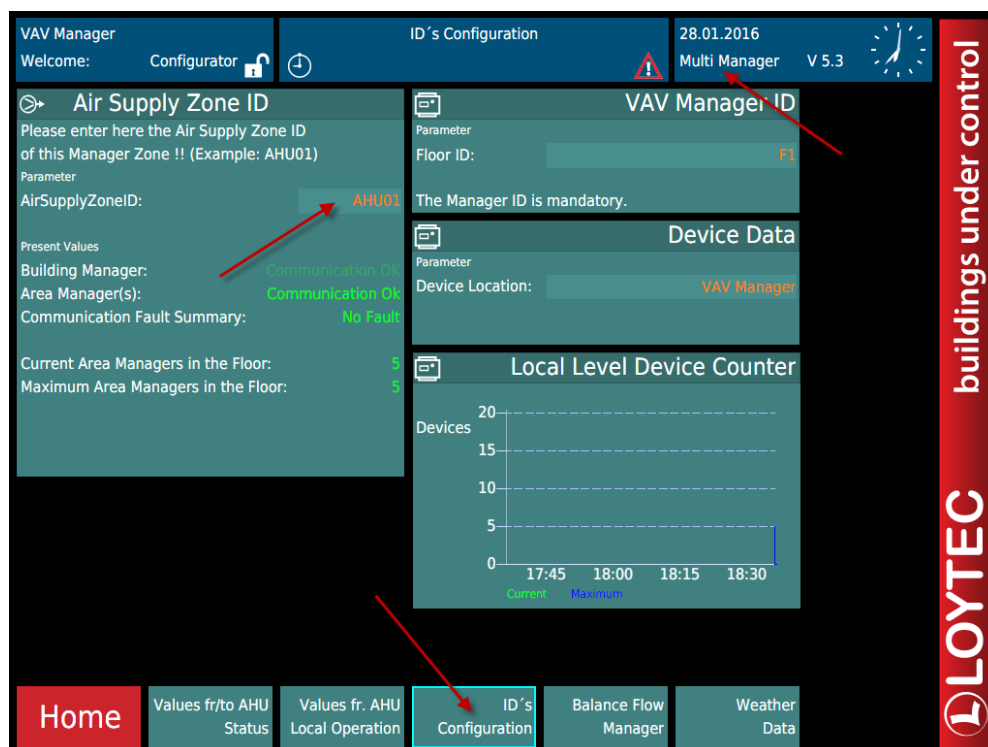 VAV Manager
Welcome: Configurator
ID´s Configuration
28.01.2016
Multi Manager V 5.3
Air Supply Zone ID
Please enter here the Air Supply Zone ID
of this Manager Zone !! (Example: AHU01)
Parameter
AirSupplyZoneID: AHU01
Present Values
Building Manager: Communication OK
Area Manager(s): Communication Ok
Communication Fault Summary: No Fault
Current Area Managers in the Floor: 5
Maximum Area Managers in the Floor: 5
VAV Manager ID
Parameter
Floor ID: F1
The Manager ID is mandatory.
Device Data
Parameter
Device Location: VAV Manager
Local Level Device Counter
Devices
20
15
10
5
0
17:45 18:00 18:15 18:30
Current Maximum
Home
Values fr/to AHU
Status
Values fr. AHU
Local Operation
ID´s
Configuration
Balance Flow
Manager
Weather
Data
LOYTEC
buildings under control